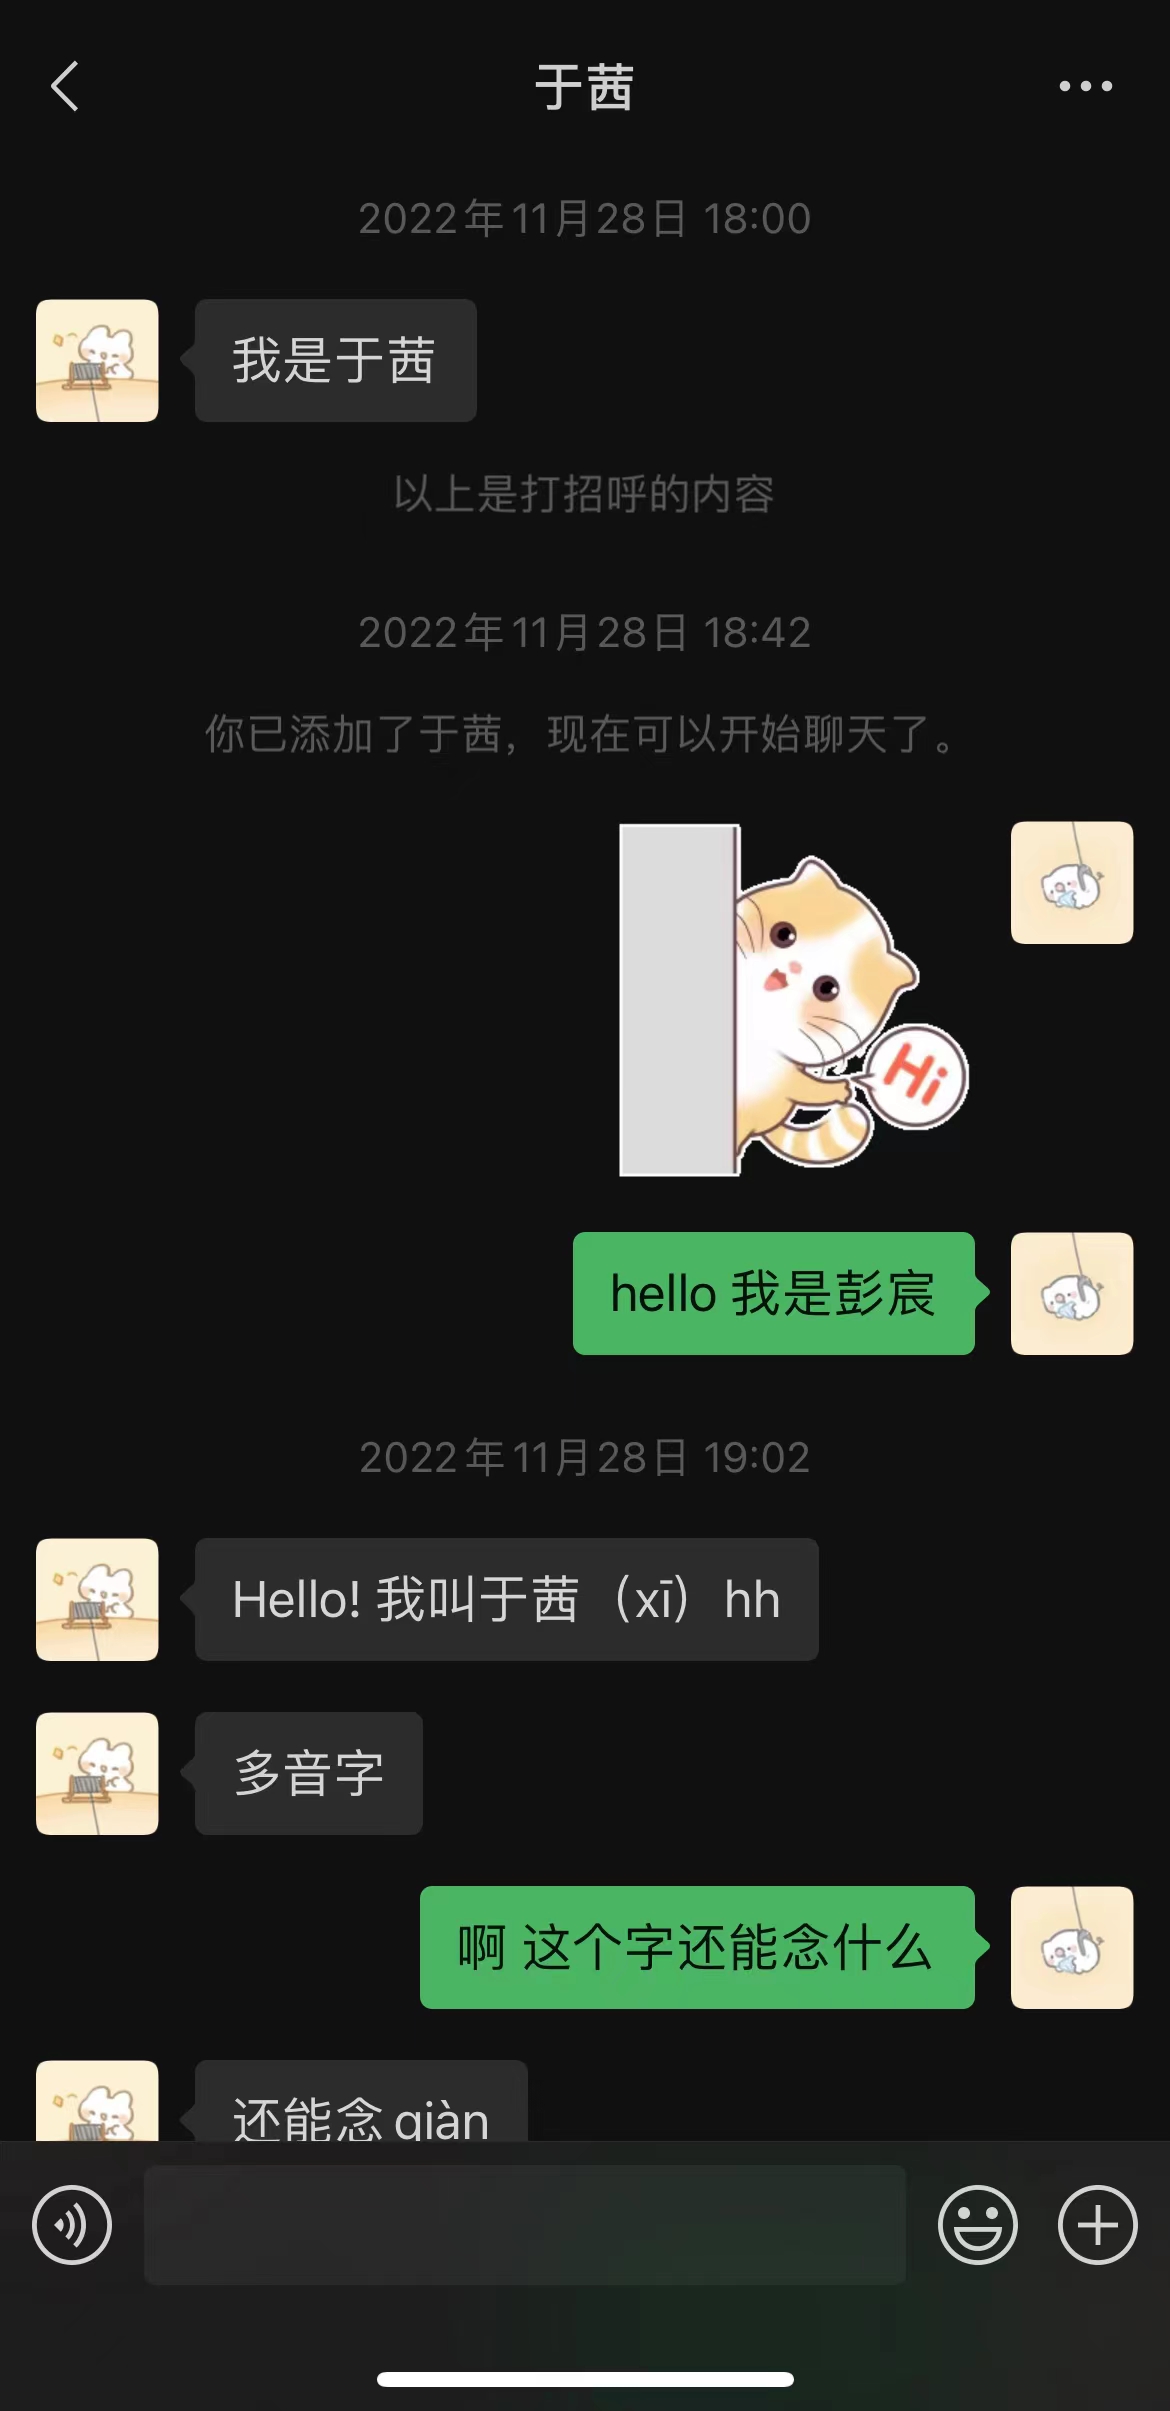 于茜
2022年11月28日 18:00
我是于茜
以上是打招呼的内容
2022年11月28日 18:42
你已添加了于茜，现在可以开始聊天了。
Hi
hello 我是彭宸
2022年11月28日 19:02
Hello! 我叫于茜（xī）hh
多音字
啊 这个字还能念什么
还能念 qiàn